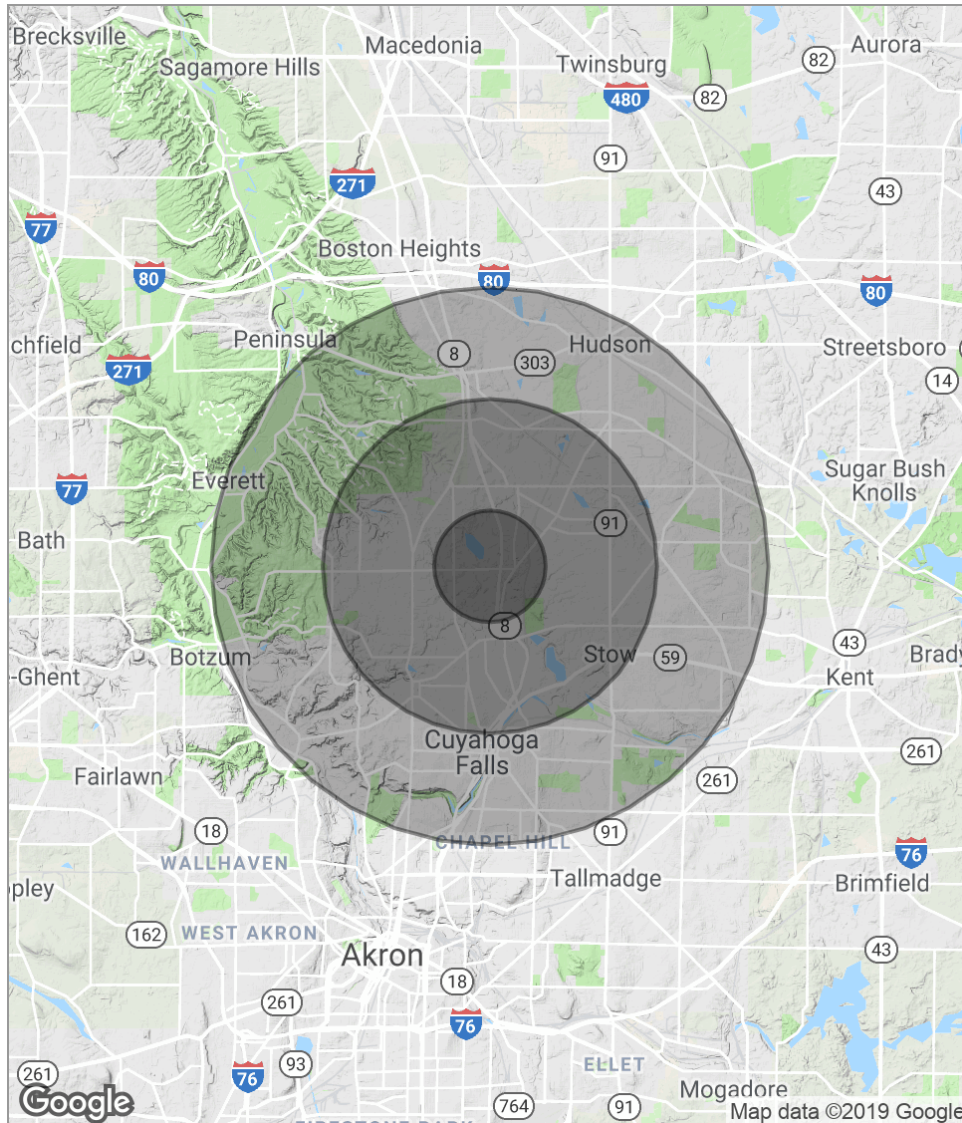 Brecksville
Macedonia
Aurora
Sagamore Hills
Twinsburg
82
480
82
91
271
43
77
Boston Heights
80
80
80
Peninsula
8
303
Hudson
chfield
Streetsboro
271
14
Everett
Sugar Bush
Knolls
77
91
Bath
8
Botzum
Stow
59
43
Brady
-Ghent
Kent
Cuyahoga
Falls
261
Fairlawn
261
18
91
CHAPEL HILL
76
WALLHAVEN
Tallmadge
Brimfield
opley
162
WEST AKRON
43
Akron
18
261
76
93
ELLET
261
76
Mogadore
Google
764
91
Map data ©2019 Google
FIRESTONE PARK